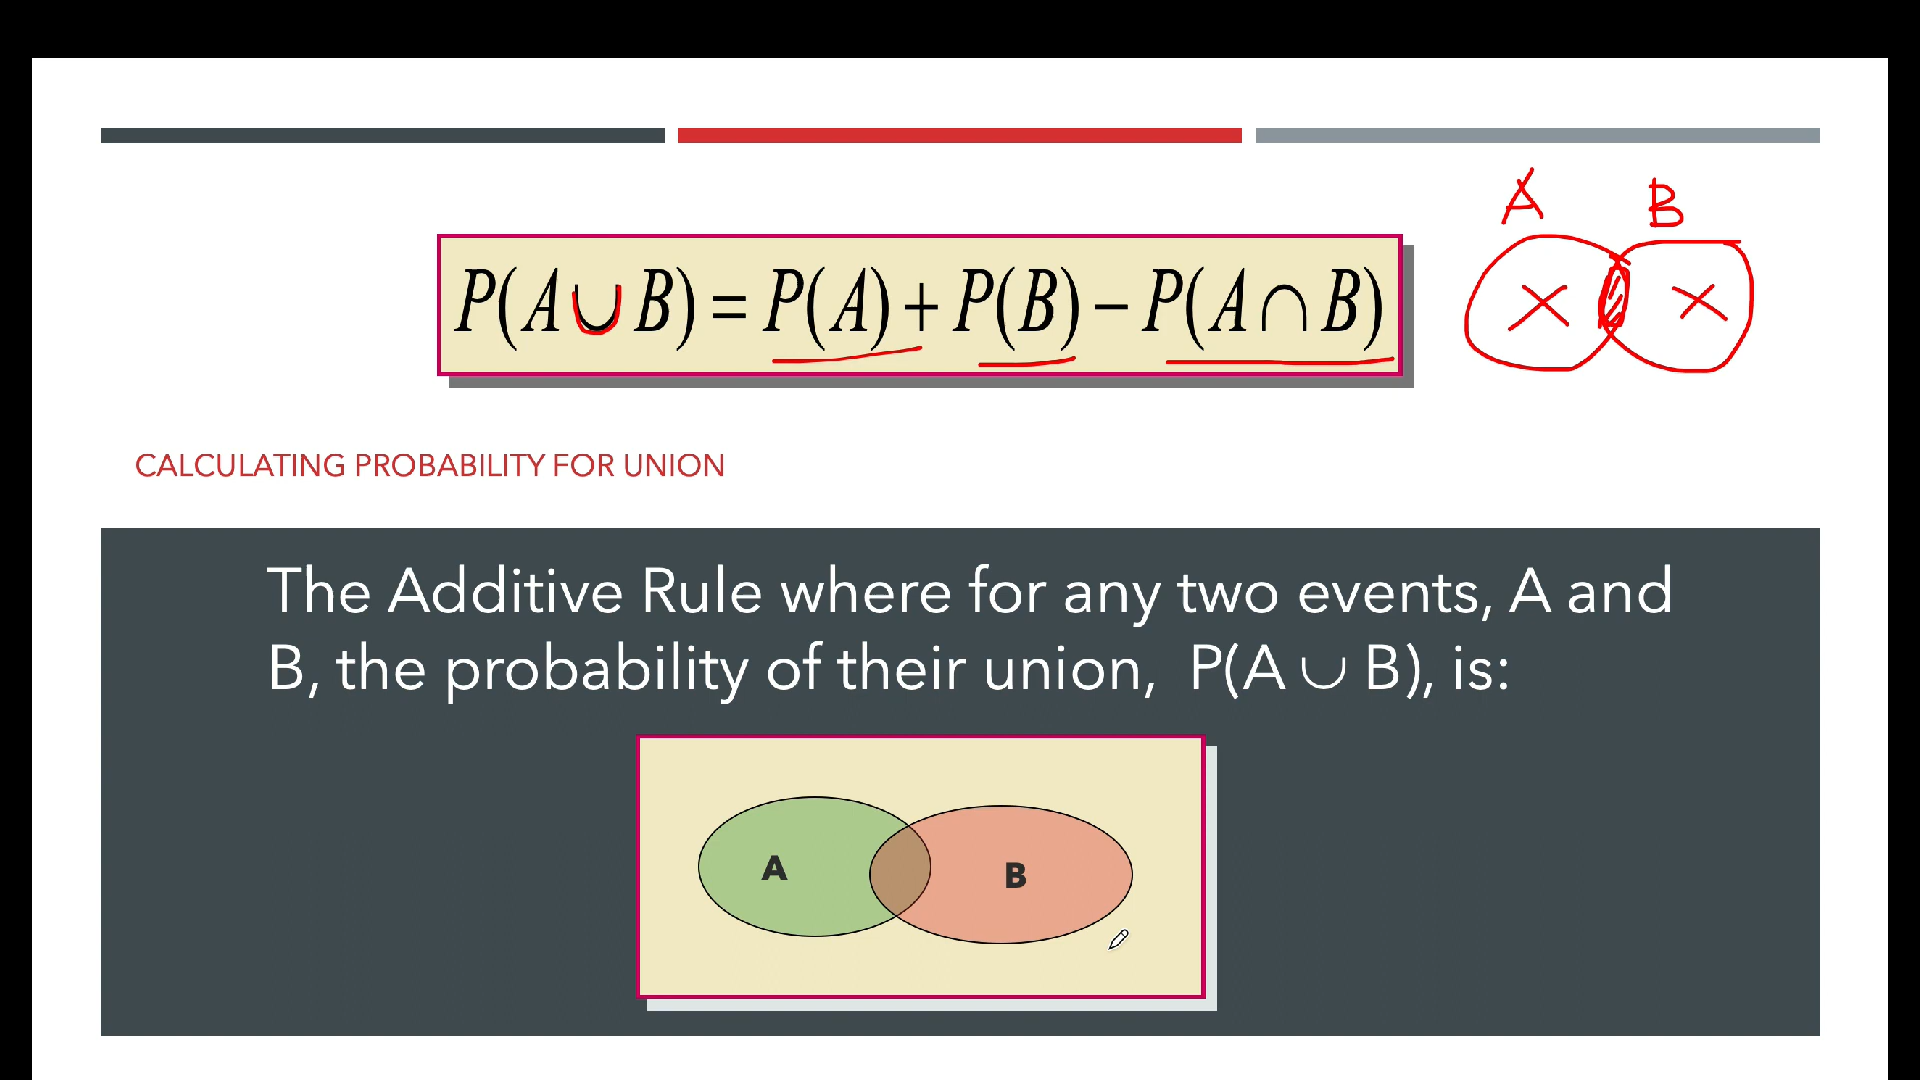 A B
P(A ∪ B) = P(A) + P(B) − P(A ∩ B)
CALCULATING PROBABILITY FOR UNION
The Additive Rule where for any two events, A and
B, the probability of their union, P(A ∪ B), is:
A B